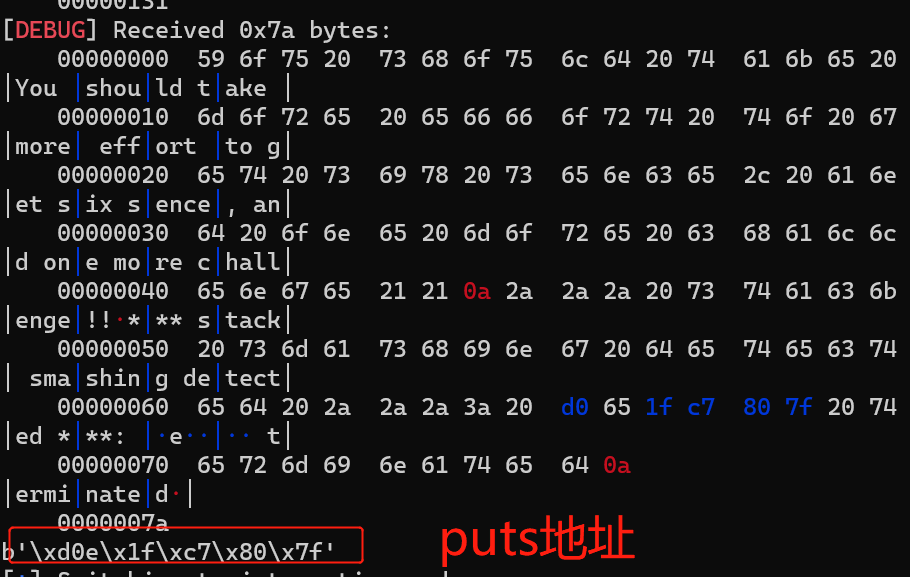 [DEBUG] Received 0x7a bytes:
00000000 59 6f 75 20 73 68 6f 75 6c 64 20 74 61 6b 65 20
|You |shou|ld t|ake |
00000010 6d 6f 72 65 20 65 66 66 6f 72 74 20 74 6f 20 67
|more| eff|ort |to g|
00000020 65 74 20 73 69 78 20 73 65 6e 63 65 2c 20 61 6e
|et s|ix s|ence|, an|
00000030 64 20 6f 6e 65 20 6d 6f 72 65 20 63 68 61 6c 6c
|d on|e mo|re c|hall|
00000040 65 6e 67 65 21 21 0a 2a 2a 2a 20 73 74 61 63 6b
|enge|!!·*|** s|tack|
00000050 20 73 6d 61 73 68 69 6e 67 20 64 65 74 65 63 74
| sma|shin|g de|tect|
00000060 65 64 20 2a 2a 2a 3a 20 d0 65 1f c7 80 7f 20 74
|ed *|**: |·e··|·· t|
00000070 65 72 6d 69 6e 61 74 65 64 0a
|ermi|nate|d·|
0000007a
b'\xd0e\x1f\xc7\x80\x7f'
puts地址